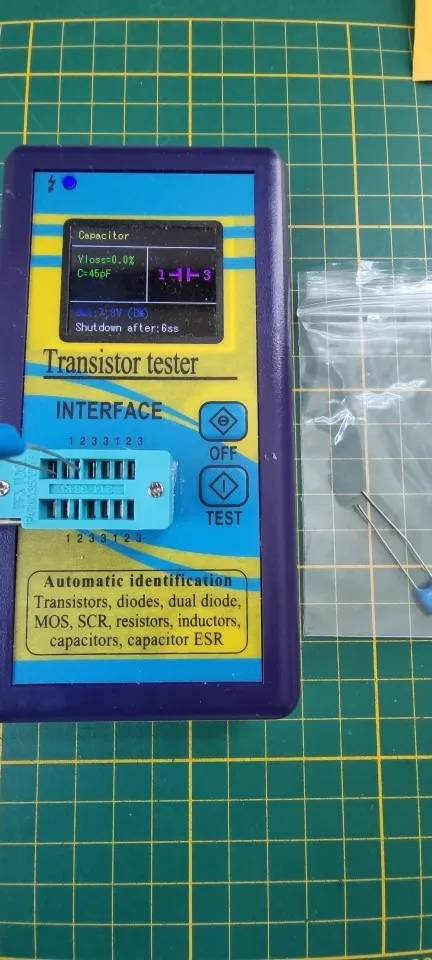 Capacitor
Vloss=0.0%
C=45pF
1 3
(OK)
Shutdown after:6ss
Transistor tester
INTERFACE
1 2 3 3 1 2 3
OFF
TEST
1 2 3 3 1 2 3
Automatic identification
Transistors, diodes, dual diode,
MOS, SCR, resistors, inductors,
capacitors, capacitor ESR